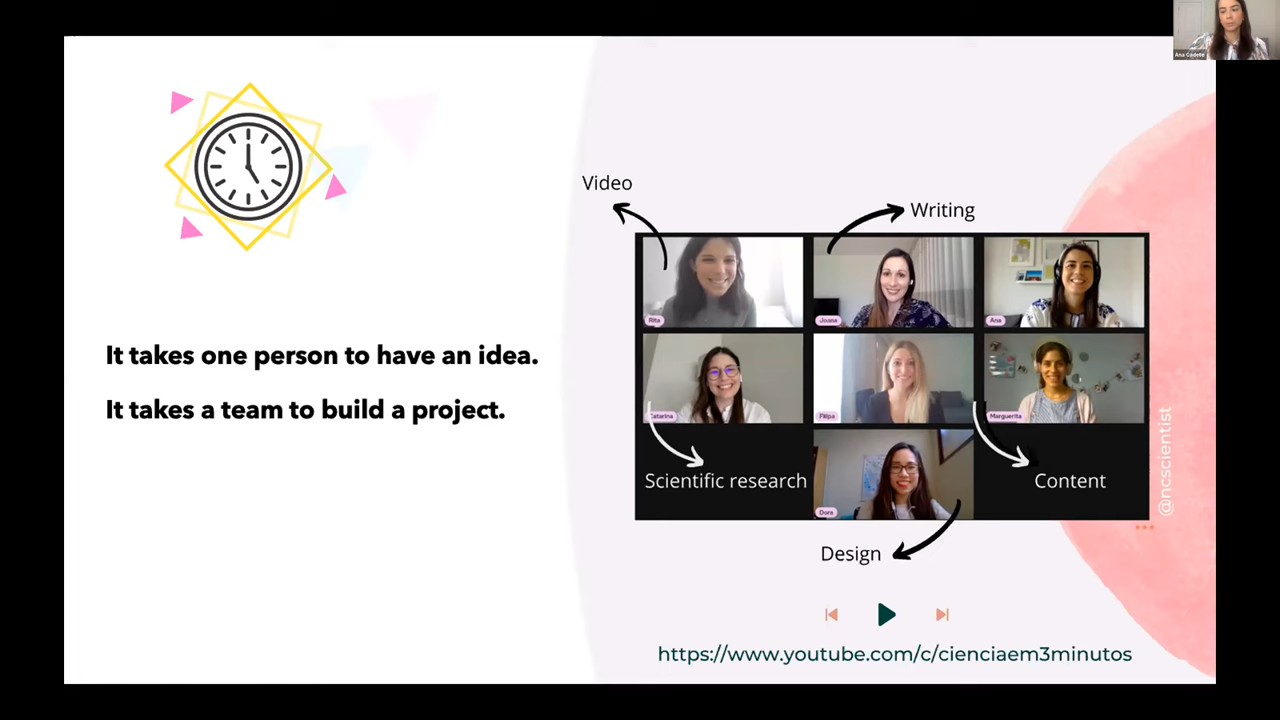 Ana Cadete
Video
Writing
Rita
Joana
Ana
It takes one person to have an idea.
It takes a team to build a project.
Catarina
Filipa
Marguerita
Scientific research
Content
Dora
@ncscientist
Design
https://www.youtube.com/c/cienciaem3minutos